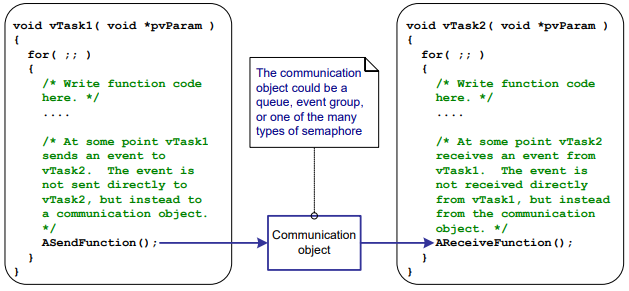 void vTask1( void *pvParam )
{
for( ;; )
{
/* Write function code
here. */
....
/* At some point vTask1
sends an event to
vTask2.  The event is
not sent directly to
vTask2, but instead to
a communication object.
*/
ASendFunction();
}
}
The communication
object could be a
queue, event group,
or one of the many
types of semaphore
Communication
object
void vTask2( void *pvParam )
{
for( ;; )
{
/* Write function code
here. */
....
/* At some point vTask2
receives an event from
vTask1.  The event is
not received directly
from vTask1, but instead
from the communication
object. */
AReceiveFunction();
}
}